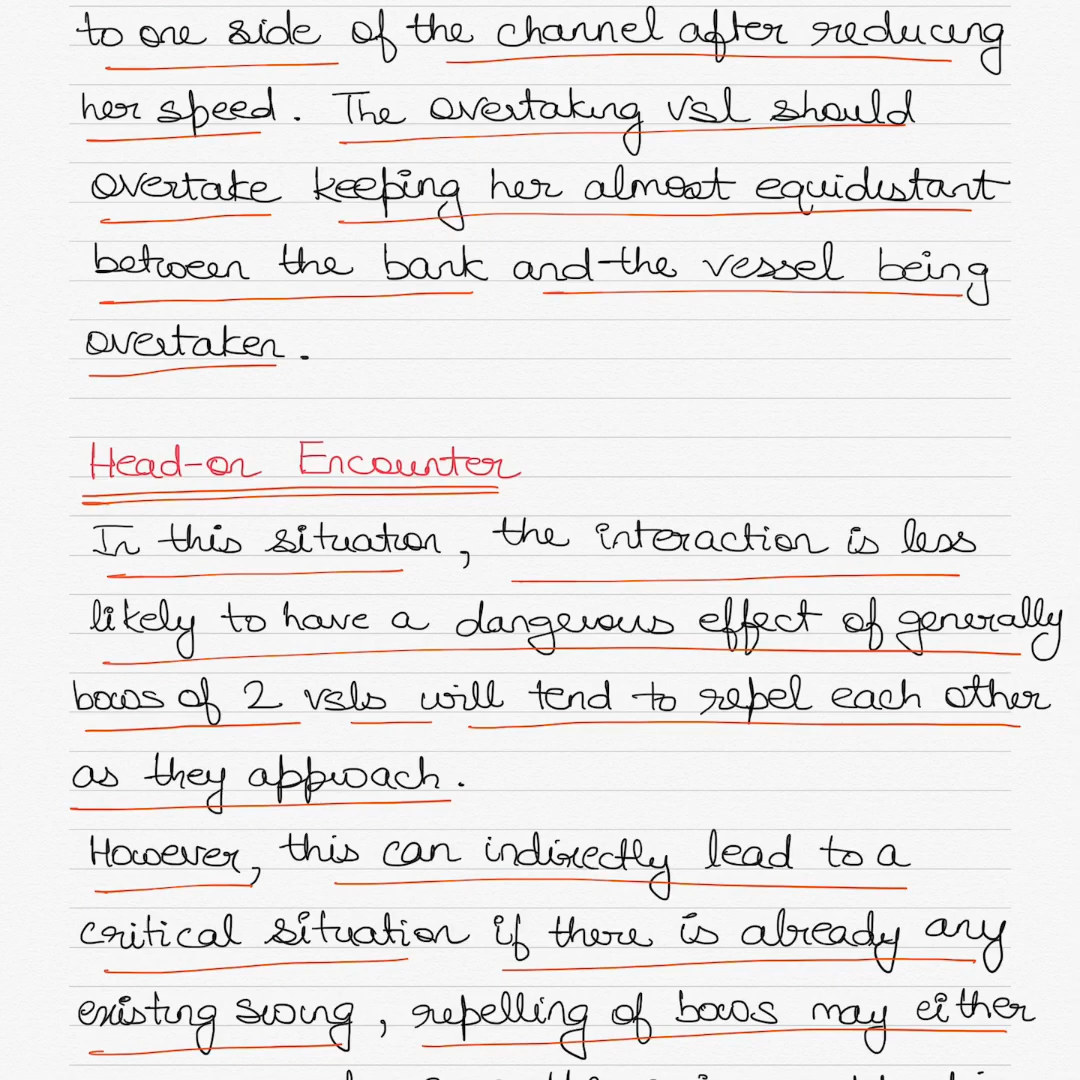 to one side of the channel after reducing
her speed. The overtaking vsl should
overtake keeping her almost equidistant
between the bank and the vessel being
overtaken.
Head-on Encounter
In this situation, the interaction is less
likely to have a dangerous effect of generally
bows of 2 vsls will tend to repel each other
as they approach.
However, this can indirectly lead to a
critical situation if there is already any
existing swing, repelling of bows may either